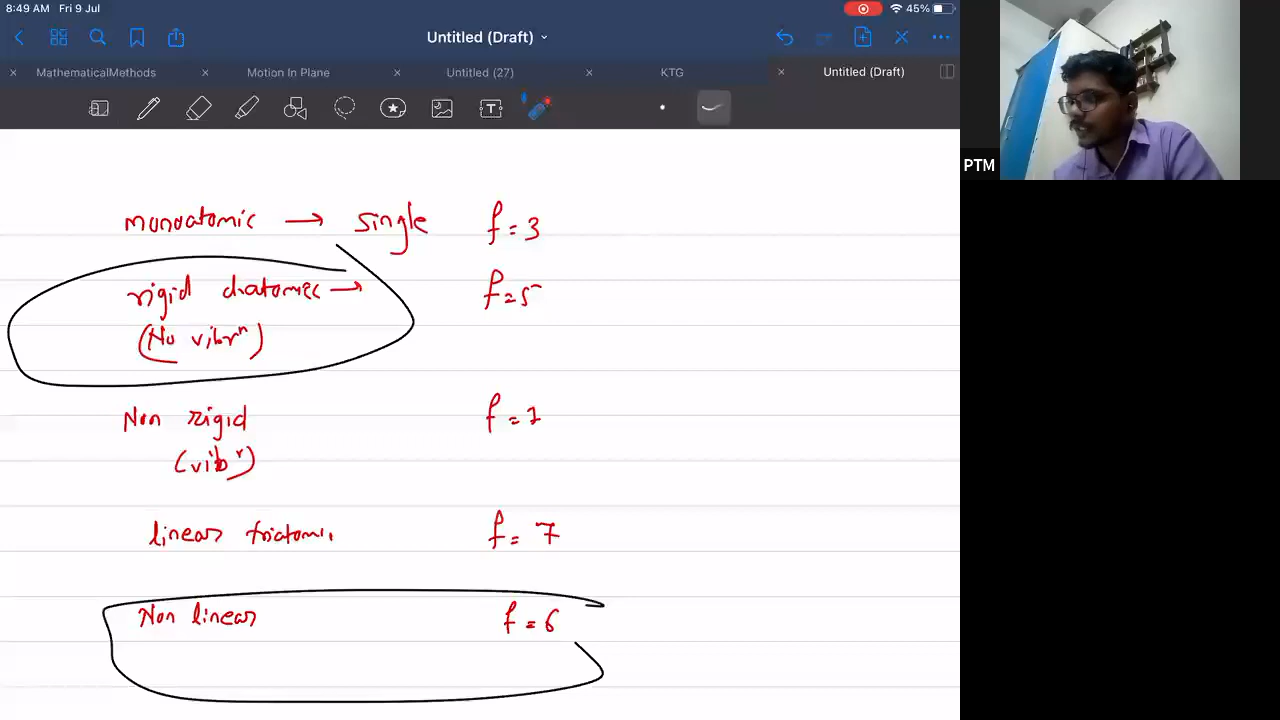 8:49 AM Fri 9 Jul
45%
Untitled (Draft)
MathematicalMethods
Motion In Plane
Untitled (27)
KTG
Untitled (Draft)
T
PTM
monoatomic → single f = 3
rigid diatomic → f = 5
(No vibrⁿ)
Non rigid f = 7
(vibʳ)
linear triatomic f = 7
Non linear f = 6